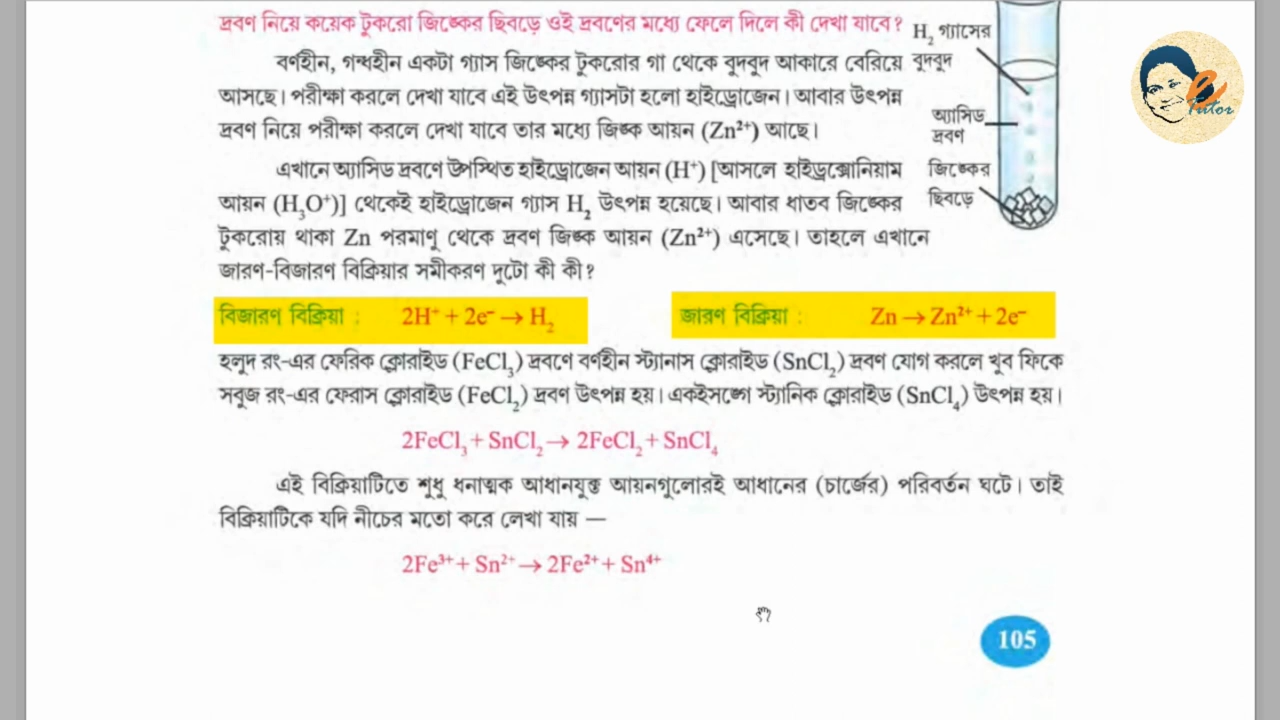 দ্রবণ নিয়ে কয়েক টুকরো জিঙ্কের ছিবড়ে ওই দ্রবণের মধ্যে ফেলে দিলে কী দেখা যাবে?
H₂ গ্যাসের
বুদবুদ
বর্ণহীন, গন্ধহীন একটা গ্যাস জিঙ্কের টুকরোর গা থেকে বুদবুদ আকারে বেরিয়ে
আসছে। পরীক্ষা করলে দেখা যাবে এই উৎপন্ন গ্যাসটা হলো হাইড্রোজেন। আবার উৎপন্ন
দ্রবণ নিয়ে পরীক্ষা করলে দেখা যাবে তার মধ্যে জিঙ্ক আয়ন (Zn²⁺) আছে।
অ্যাসিড
দ্রবণ
এখানে অ্যাসিড দ্রবণে উপস্থিত হাইড্রোজেন আয়ন (H⁺) [আসলে হাইড্রক্সোনিয়াম
আয়ন (H₃O⁺)] থেকেই হাইড্রোজেন গ্যাস H₂ উৎপন্ন হয়েছে। আবার ধাতব জিঙ্কের
টুকরোয় থাকা Zn পরমাণু থেকে দ্রবণ জিঙ্ক আয়ন (Zn²⁺) এসেছে। তাহলে এখানে
জারণ-বিজারণ বিক্রিয়ার সমীকরণ দুটো কী কী?
জিঙ্কের
ছিবড়ে
বিজারণ বিক্রিয়া : 2H⁺ + 2e⁻ → H₂
জারণ বিক্রিয়া : Zn → Zn²⁺ + 2e⁻
হলুদ রং-এর ফেরিক ক্লোরাইড (FeCl₃) দ্রবণে বর্ণহীন স্ট্যানাস ক্লোরাইড (SnCl₂) দ্রবণ যোগ করলে খুব ফিকে
সবুজ রং-এর ফেরাস ক্লোরাইড (FeCl₂) দ্রবণ উৎপন্ন হয়। একইসঙ্গে স্ট্যানিক ক্লোরাইড (SnCl₄) উৎপন্ন হয়।
2FeCl₃ + SnCl₂ → 2FeCl₂ + SnCl₄
এই বিক্রিয়াটিতে শুধু ধনাত্মক আধানযুক্ত আয়নগুলোরই আধানের (চার্জের) পরিবর্তন ঘটে। তাই
বিক্রিয়াটিকে যদি নীচের মতো করে লেখা যায় —
2Fe³⁺ + Sn²⁺ → 2Fe²⁺ + Sn⁴⁺
105
e Tutor